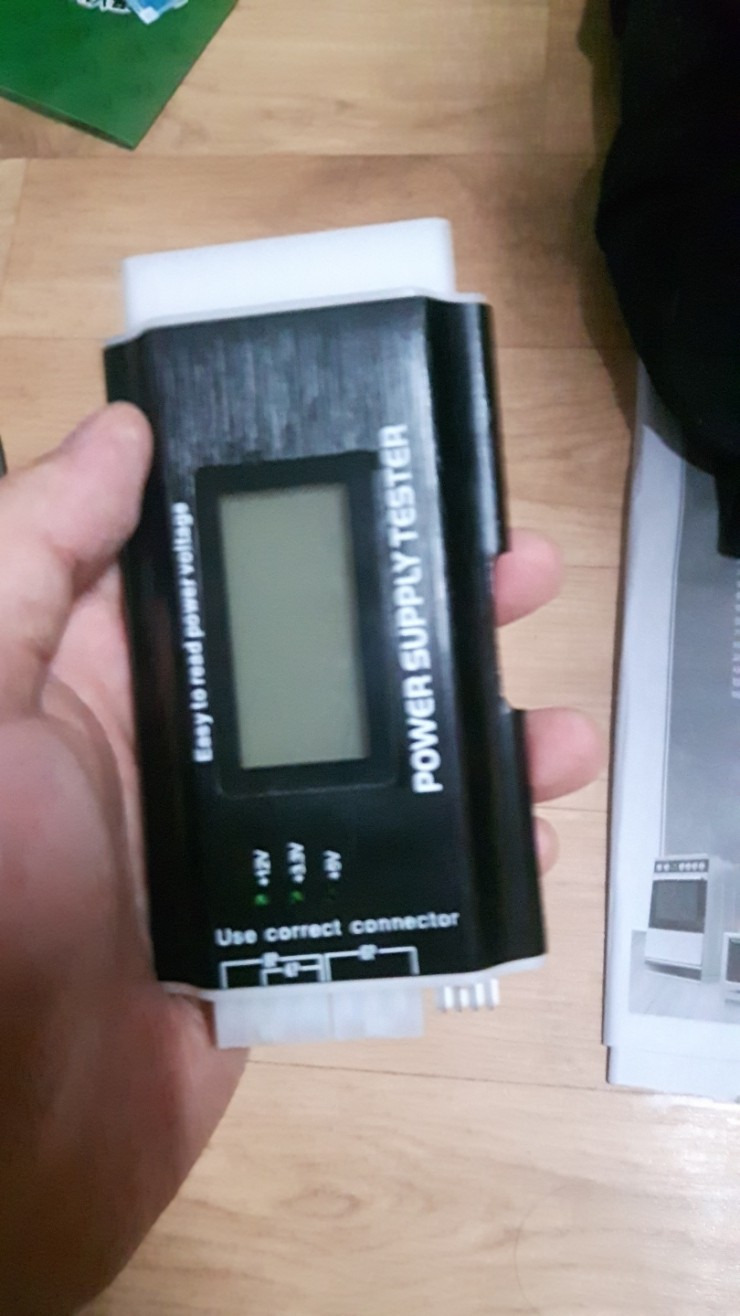 POWER SUPPLY TESTER
Easy to read power voltage
+12V
+3.3V
+5V
Use correct connector